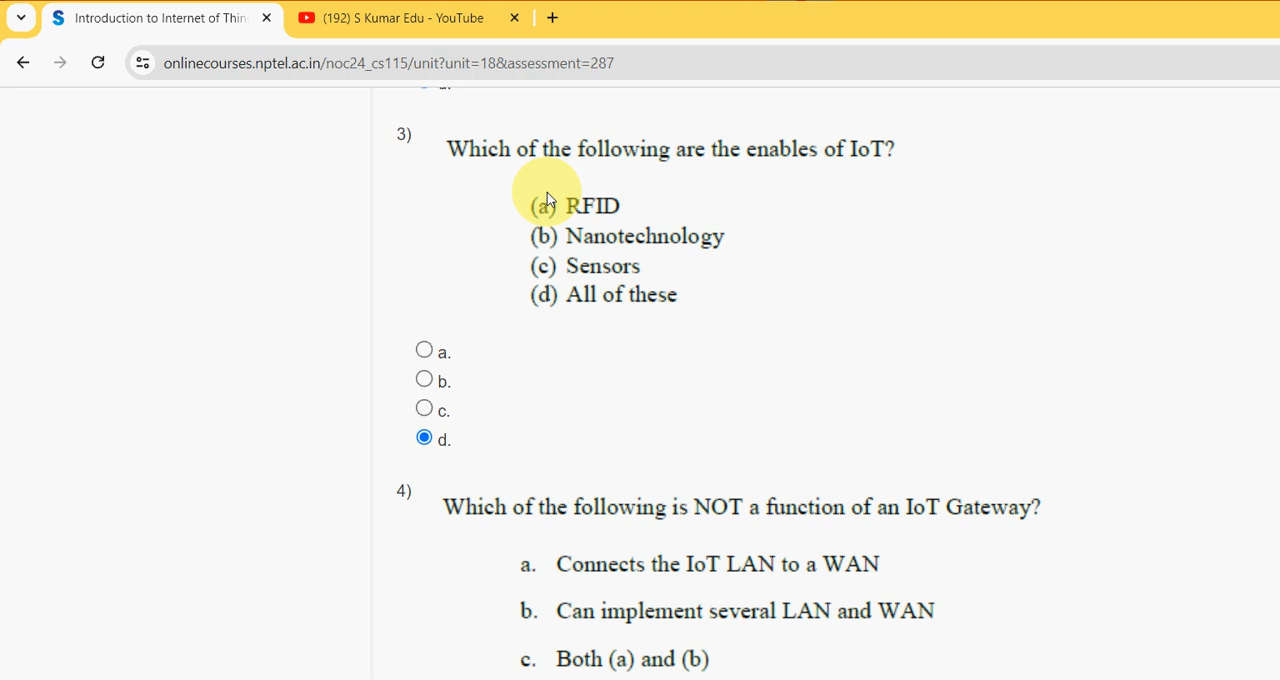 Introduction to Internet of Thin
(192) S Kumar Edu - YouTube
onlinecourses.nptel.ac.in/noc24_cs115/unit?unit=18&assessment=287
3)
Which of the following are the enables of IoT?
(a) RFID
(b) Nanotechnology
(c) Sensors
(d) All of these
a.
b.
c.
d.
4)
Which of the following is NOT a function of an IoT Gateway?
a. Connects the IoT LAN to a WAN
b. Can implement several LAN and WAN
c. Both (a) and (b)